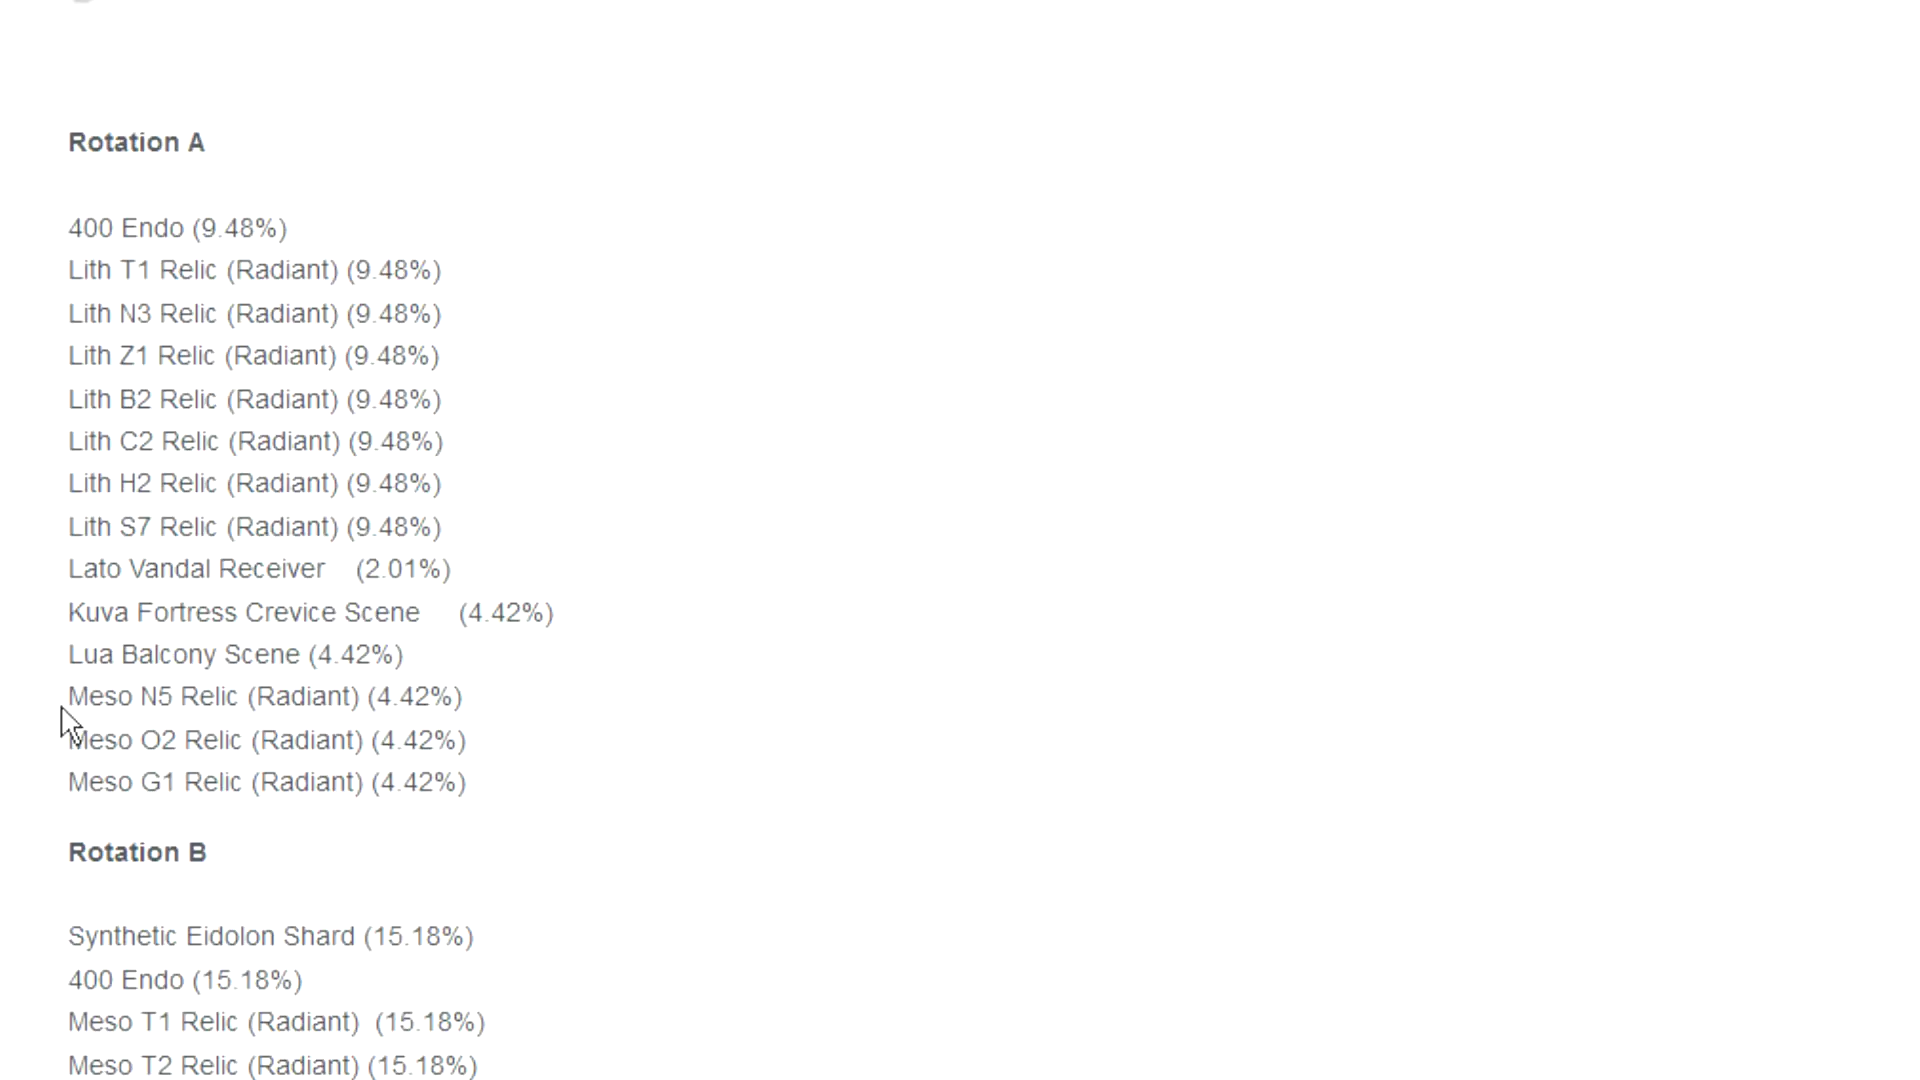 Rotation A
400 Endo (9.48%)
Lith T1 Relic (Radiant) (9.48%)
Lith N3 Relic (Radiant) (9.48%)
Lith Z1 Relic (Radiant) (9.48%)
Lith B2 Relic (Radiant) (9.48%)
Lith C2 Relic (Radiant) (9.48%)
Lith H2 Relic (Radiant) (9.48%)
Lith S7 Relic (Radiant) (9.48%)
Lato Vandal Receiver (2.01%)
Kuva Fortress Crevice Scene (4.42%)
Lua Balcony Scene (4.42%)
Meso N5 Relic (Radiant) (4.42%)
Meso O2 Relic (Radiant) (4.42%)
Meso G1 Relic (Radiant) (4.42%)
Rotation B
Synthetic Eidolon Shard (15.18%)
400 Endo (15.18%)
Meso T1 Relic (Radiant) (15.18%)
Meso T2 Relic (Radiant) (15.18%)